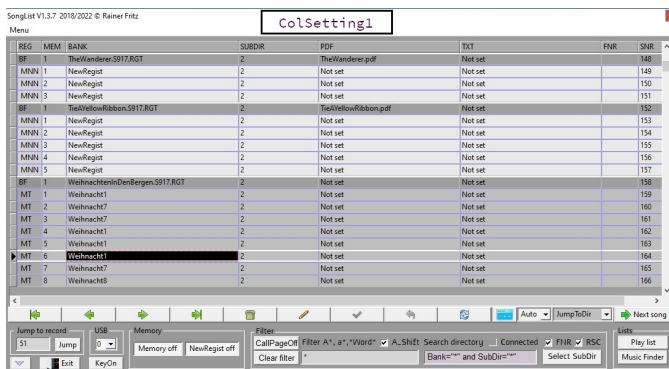 SongList V1.3.7 2018/2022 © Rainer Fritz
ColSetting1
Menu
REG MEM BANK SUBDIR PDF TXT FNR SNR
BF 1 TheWanderer.S917.RGT 2 TheWanderer.pdf Not set 148
MNN 1 NewRegist 2 Not set Not set 149
MNN 2 NewRegist 2 Not set Not set 150
MNN 3 NewRegist 2 Not set Not set 151
BF 1 TieAYellowRibbon.S917.RGT 2 TieAYellowRibbon.pdf Not set 152
MNN 1 NewRegist 2 Not set Not set 153
MNN 2 NewRegist 2 Not set Not set 154
MNN 3 NewRegist 2 Not set Not set 155
MNN 4 NewRegist 2 Not set Not set 156
MNN 5 NewRegist 2 Not set Not set 157
BF 1 WeihnachtenInDenBergen.S917.RGT 2 Not set Not set 158
MT 1 Weihnacht1 2 Not set Not set 159
MT 2 Weihnacht7 2 Not set Not set 160
MT 3 Weihnacht7 2 Not set Not set 161
MT 4 Weihnacht1 2 Not set Not set 162
MT 5 Weihnacht1 2 Not set Not set 163
MT 6 Weihnacht1 2 Not set Not set 164
MT 7 Weihnacht7 2 Not set Not set 165
MT 8 Weihnacht8 2 Not set Not set 166
Auto JumpToDir Next song
Jump to record USB Memory Filter Lists
51 Jump 0 Memory off NewRegist off CallPageOff Filter A*, a*,*Word* A..Shift Search directory Connected FNR RSC Play list
Exit KeyOn Clear filter * Bank="*" and SubDir="*" Select SubDir Music Finder